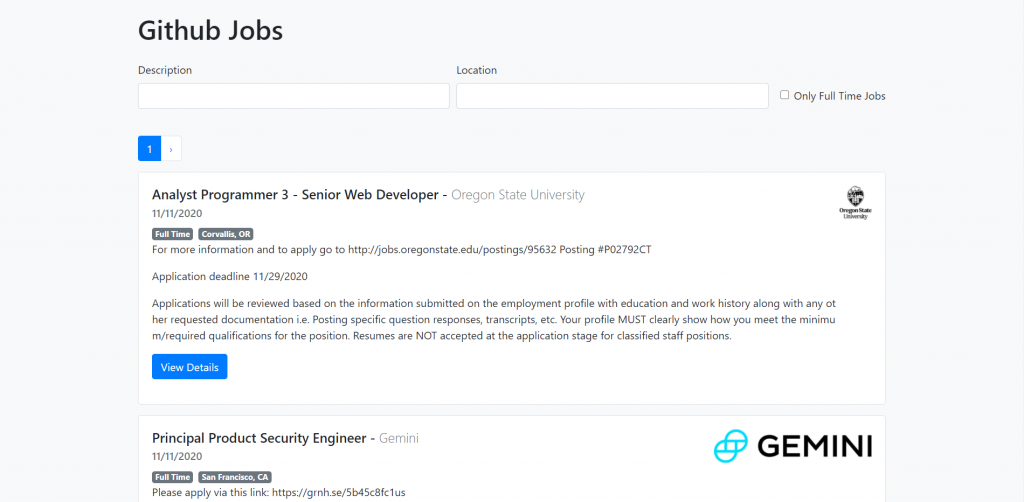 Github Jobs
Description
Location
Only Full Time Jobs
1 ›
Analyst Programmer 3 - Senior Web Developer - Oregon State University
Oregon State
University
11/11/2020
Full Time Corvallis, OR
For more information and to apply go to http://jobs.oregonstate.edu/postings/95632 Posting #P02792CT
Application deadline 11/29/2020
Applications will be reviewed based on the information submitted on the employment profile with education and work history along with any ot
her requested documentation i.e. Posting specific question responses, transcripts, etc. Your profile MUST clearly show how you meet the minimu
m/required qualifications for the position. Resumes are NOT accepted at the application stage for classified staff positions.
View Details
Principal Product Security Engineer - Gemini
GEMINI
11/11/2020
Full Time San Francisco, CA
Please apply via this link: https://grnh.se/5b45c8fc1us